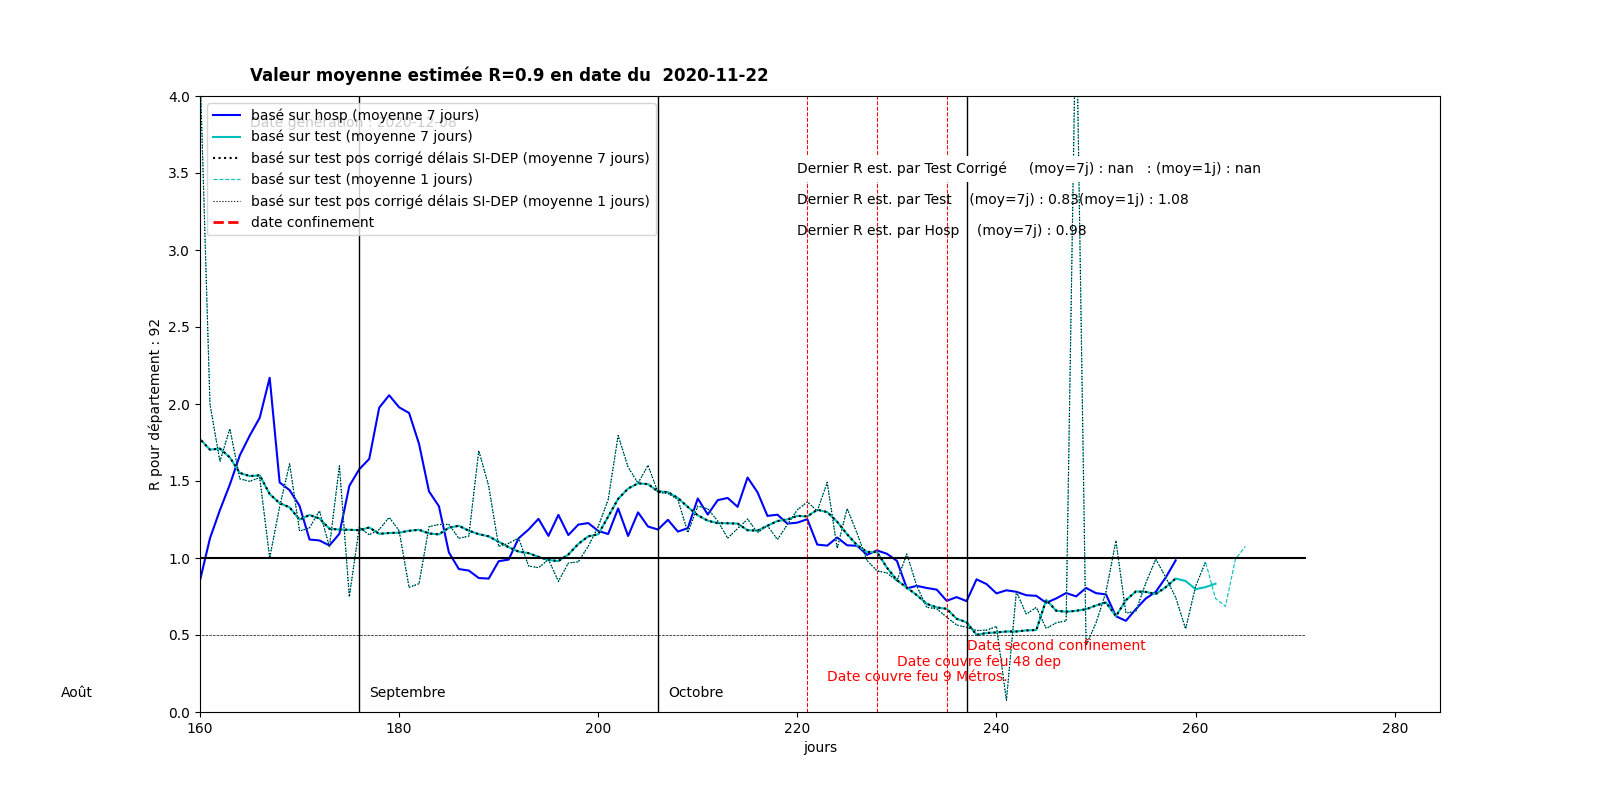 Valeur moyenne estimée R=0.9 en date du  2020-11-22
Date génération : 2020-12-08
basé sur hosp (moyenne 7 jours)
basé sur test (moyenne 7 jours)
basé sur test pos corrigé délais SI-DEP (moyenne 7 jours)
basé sur test (moyenne 1 jours)
basé sur test pos corrigé délais SI-DEP (moyenne 1 jours)
date confinement
Dernier R est. par Test Corrigé (moy=7j) : nan : (moy=1j) : nan
Dernier R est. par Test (moy=7j) : 0.83(moy=1j) : 1.08
Dernier R est. par Hosp (moy=7j) : 0.98
R pour département : 92
4.0
3.5
3.0
2.5
2.0
1.5
1.0
0.5
0.0
Date second confinement
Date couvre feu 48 dep
Date couvre feu 9 Métros
Août
Septembre
Octobre
160 180 200 220 240 260 280
jours